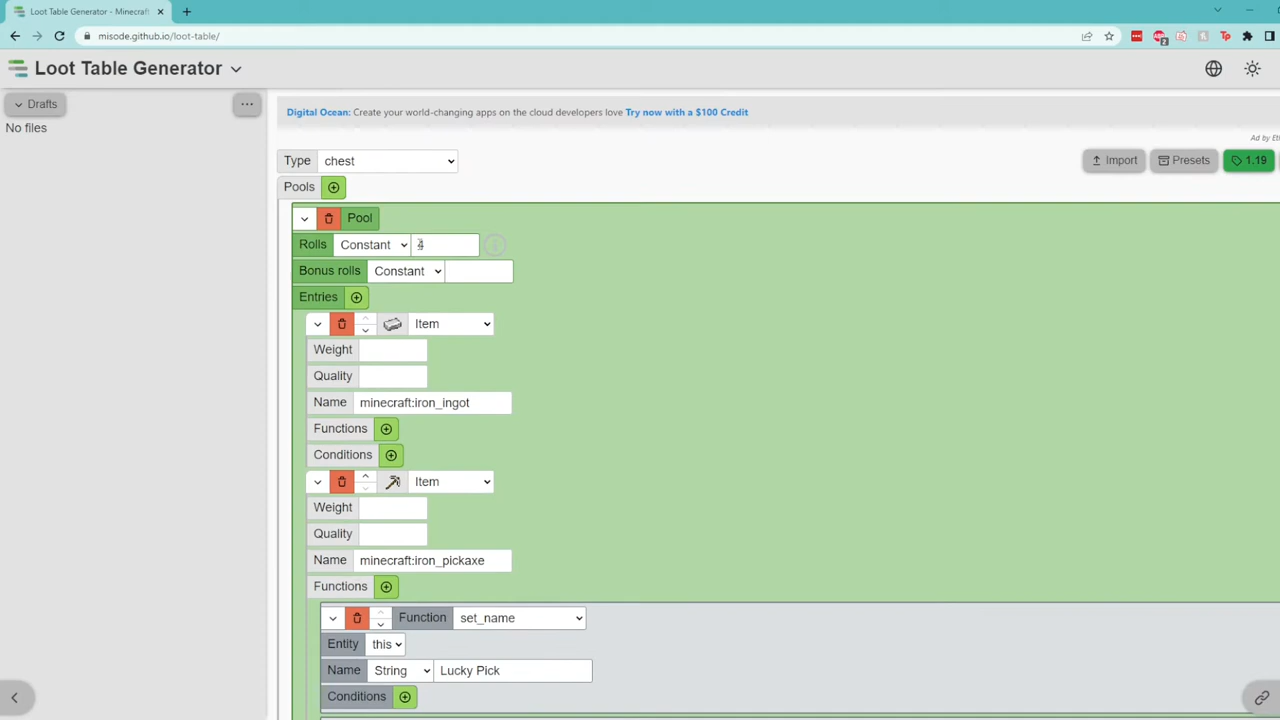 Loot Table Generator - Minecraft
misode.github.io/loot-table/
Loot Table Generator
Drafts
No files
Digital Ocean: Create your world-changing apps on the cloud developers love Try now with a $100 Credit
Ad by
Type chest
Import Presets 1.19
Pools
Pool
Rolls Constant 4
Bonus rolls Constant
Entries
Item
Weight
Quality
Name minecraft:iron_ingot
Functions
Conditions
Item
Weight
Quality
Name minecraft:iron_pickaxe
Functions
Function set_name
Entity this
Name String Lucky Pick
Conditions